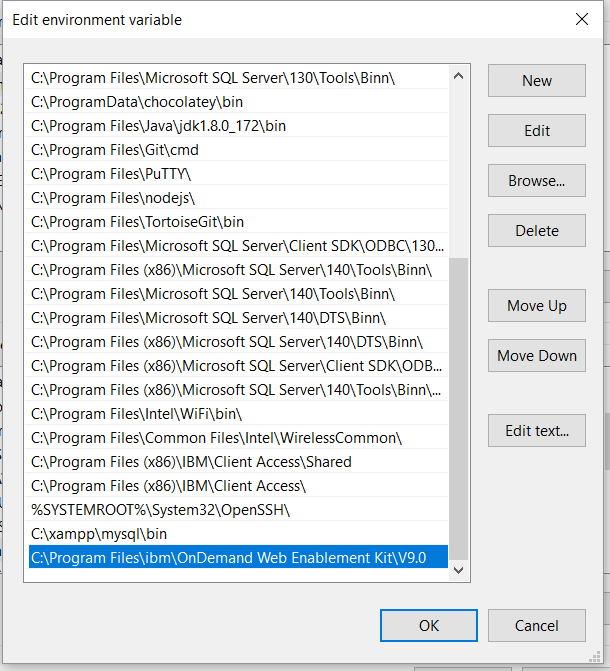 Edit environment variable
C:\Program Files\Microsoft SQL Server\130\Tools\Binn\
C:\ProgramData\chocolatey\bin
C:\Program Files\Java\jdk1.8.0_172\bin
C:\Program Files\Git\cmd
C:\Program Files\PuTTY\
C:\Program Files\nodejs\
C:\Program Files\TortoiseGit\bin
C:\Program Files\Microsoft SQL Server\Client SDK\ODBC\130...
C:\Program Files (x86)\Microsoft SQL Server\140\Tools\Binn\
C:\Program Files\Microsoft SQL Server\140\Tools\Binn\
C:\Program Files\Microsoft SQL Server\140\DTS\Binn\
C:\Program Files (x86)\Microsoft SQL Server\140\DTS\Binn\
C:\Program Files (x86)\Microsoft SQL Server\Client SDK\ODB...
C:\Program Files (x86)\Microsoft SQL Server\140\Tools\Binn\...
C:\Program Files\Intel\WiFi\bin\
C:\Program Files\Common Files\Intel\WirelessCommon\
C:\Program Files (x86)\IBM\Client Access\Shared
C:\Program Files (x86)\IBM\Client Access\
%SYSTEMROOT%\System32\OpenSSH\
C:\xampp\mysql\bin
C:\Program Files\ibm\OnDemand Web Enablement Kit\V9.0
New
Edit
Browse...
Delete
Move Up
Move Down
Edit text...
OK
Cancel